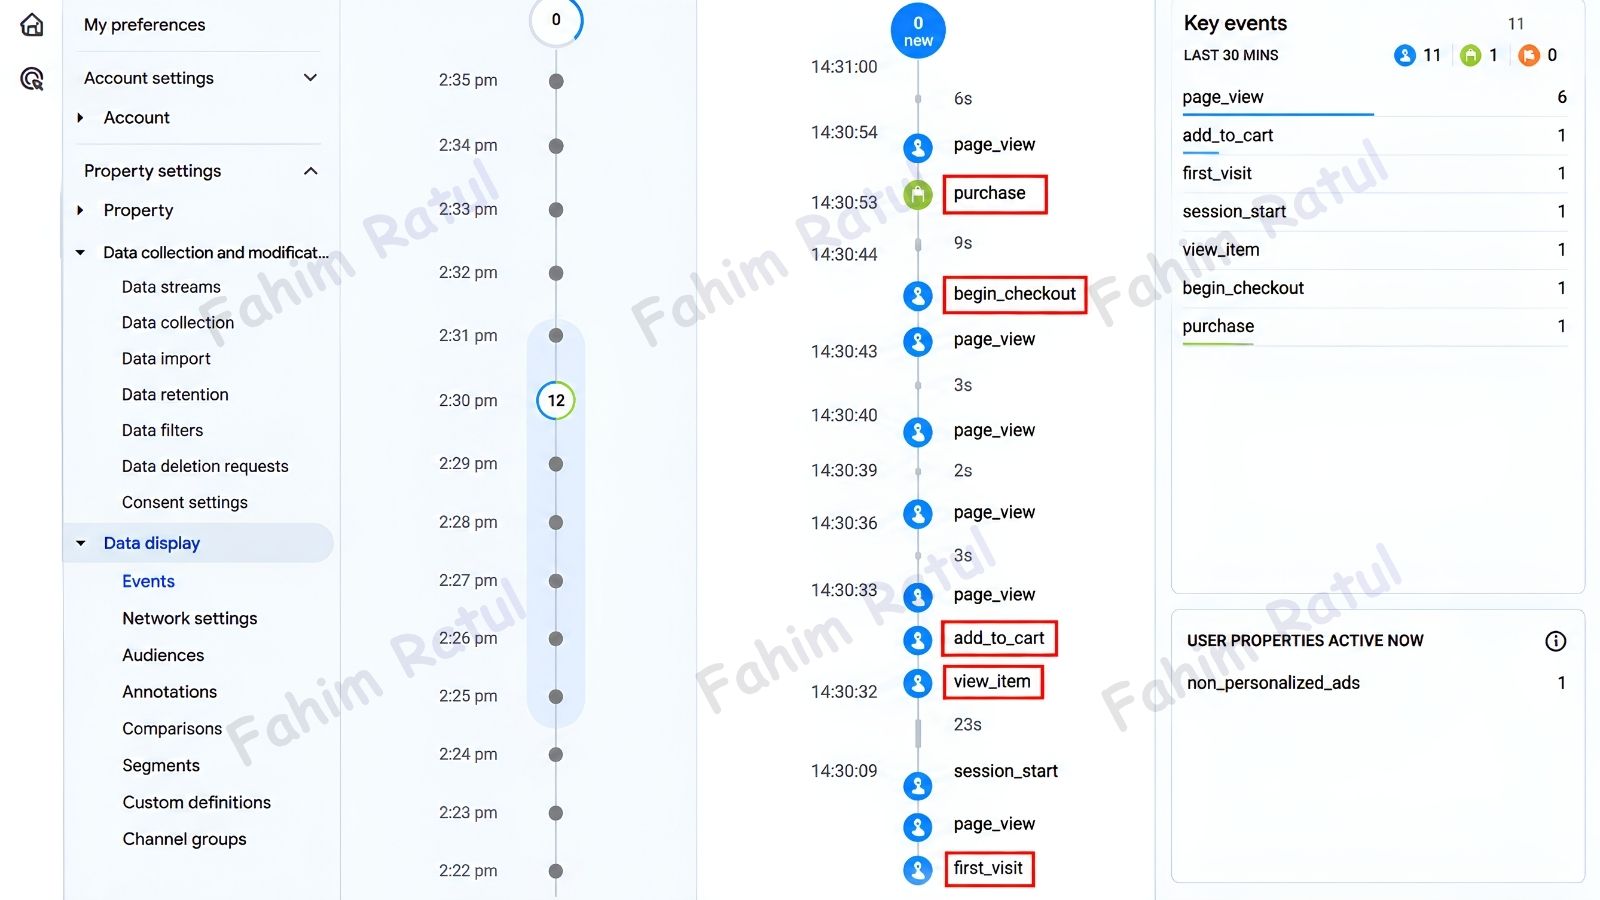 My preferences
Account settings
Account
Property settings
Property
Data collection and modificat...
Data streams
Data collection
Data import
Data retention
Data filters
Data deletion requests
Consent settings
Data display
Events
Network settings
Audiences
Annotations
Comparisons
Segments
Custom definitions
Channel groups
0
2:35 pm
2:34 pm
2:33 pm
2:32 pm
2:31 pm
2:30 pm 12
2:29 pm
2:28 pm
2:27 pm
2:26 pm
2:25 pm
2:24 pm
2:23 pm
2:22 pm
0
new
14:31:00
6s
14:30:54
page_view
14:30:53 purchase
9s
14:30:44
begin_checkout
page_view
14:30:43
3s
14:30:40
page_view
14:30:39 2s
page_view
14:30:36
3s
14:30:33 page_view
add_to_cart
view_item
14:30:32
23s
14:30:09 session_start
page_view
first_visit
Key events 11
LAST 30 MINS 11 1 0
page_view 6
add_to_cart 1
first_visit 1
session_start 1
view_item 1
begin_checkout 1
purchase 1
USER PROPERTIES ACTIVE NOW
non_personalized_ads 1
Fahim Ratul
Fahim Ratul
Fahim Ratul
Fahim Ratul
Fahim Ratul
Fahim Ratul